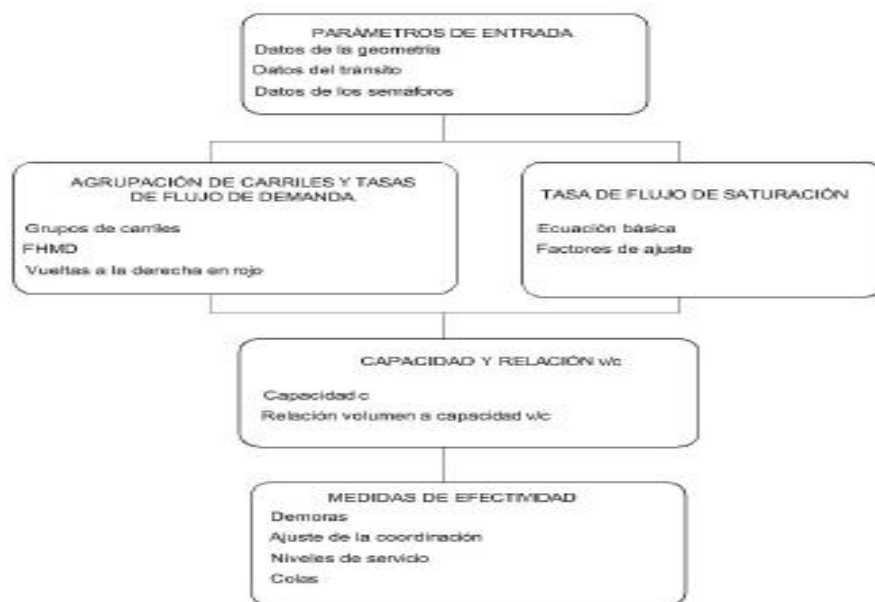 PARÁMETROS DE ENTRADA
Datos de la geometría
Datos del tránsito
Datos de los semáforos
AGRUPACIÓN DE CARRILES Y TASAS
DE FLUJO DE DEMANDA
Grupos de carriles
FHMD
Vueltas a la derecha en rojo
TASA DE FLUJO DE SATURACIÓN
Ecuación básica
Factores de ajuste
CAPACIDAD Y RELACIÓN v/c
Capacidad c
Relación volumen a capacidad v/c
MEDIDAS DE EFECTIVIDAD
Demoras
Ajuste de la coordinación
Niveles de servicio
Colas